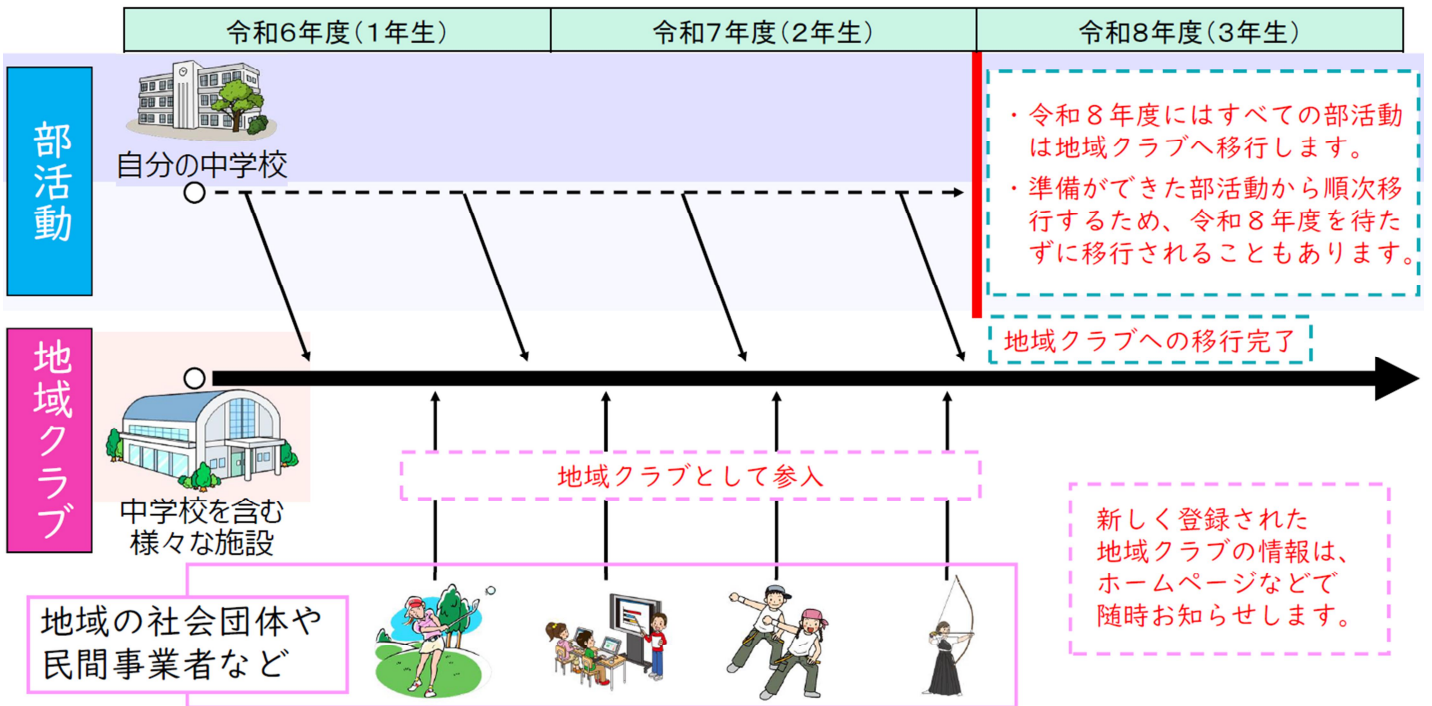 令和6年度(1年生)
令和7年度(2年生)
令和8年度(3年生)
部活動
自分の中学校
・令和８年度にはすべての部活動
は地域クラブへ移行します。
・準備ができた部活動から順次移
行するため、令和８年度を待た
ずに移行されることもあります。
地域クラブへの移行完了
地域クラブ
中学校を含む
様々な施設
地域クラブとして参入
新しく登録された
地域クラブの情報は、
ホームページなどで
随時お知らせします。
地域の社会団体や
民間事業者など